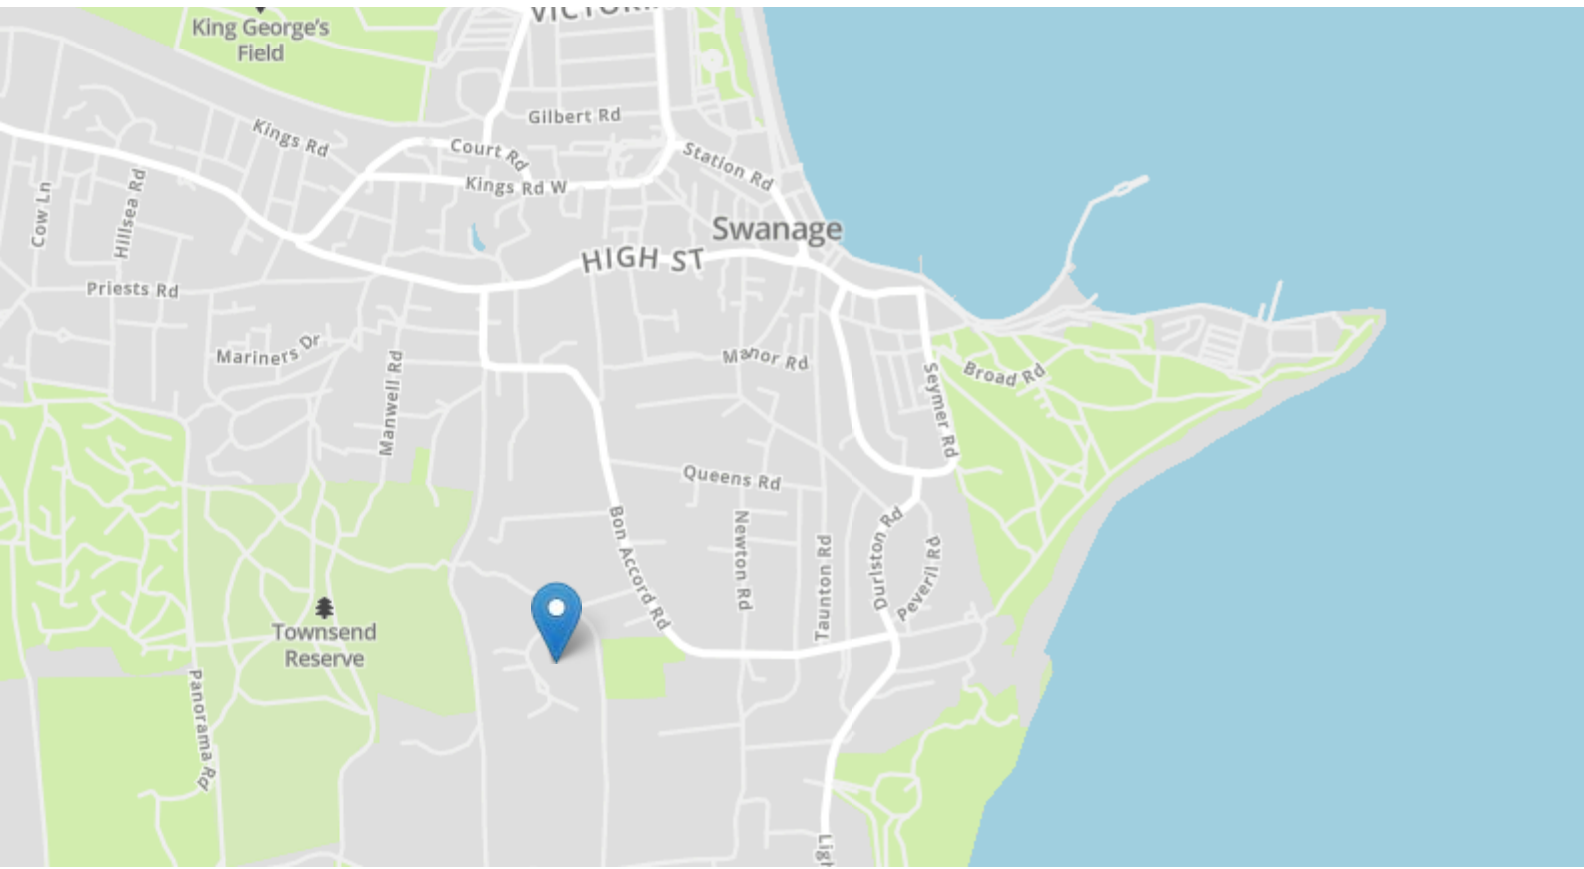 VICTORI
King George's
Field
Gilbert Rd
Kings Rd
Court Rd
Station Rd
Kings Rd W
Cow Ln
Hillsea Rd
Swanage
HIGH ST
Priests Rd
Mariners Dr
Manor Rd
Manwell Rd
Seymer Rd
Broad Rd
Queens Rd
Bon Accord Rd
Newton Rd
Taunton Rd
Durlston Rd
Peveril Rd
Townsend
Reserve
Panorama Rd
Ligh